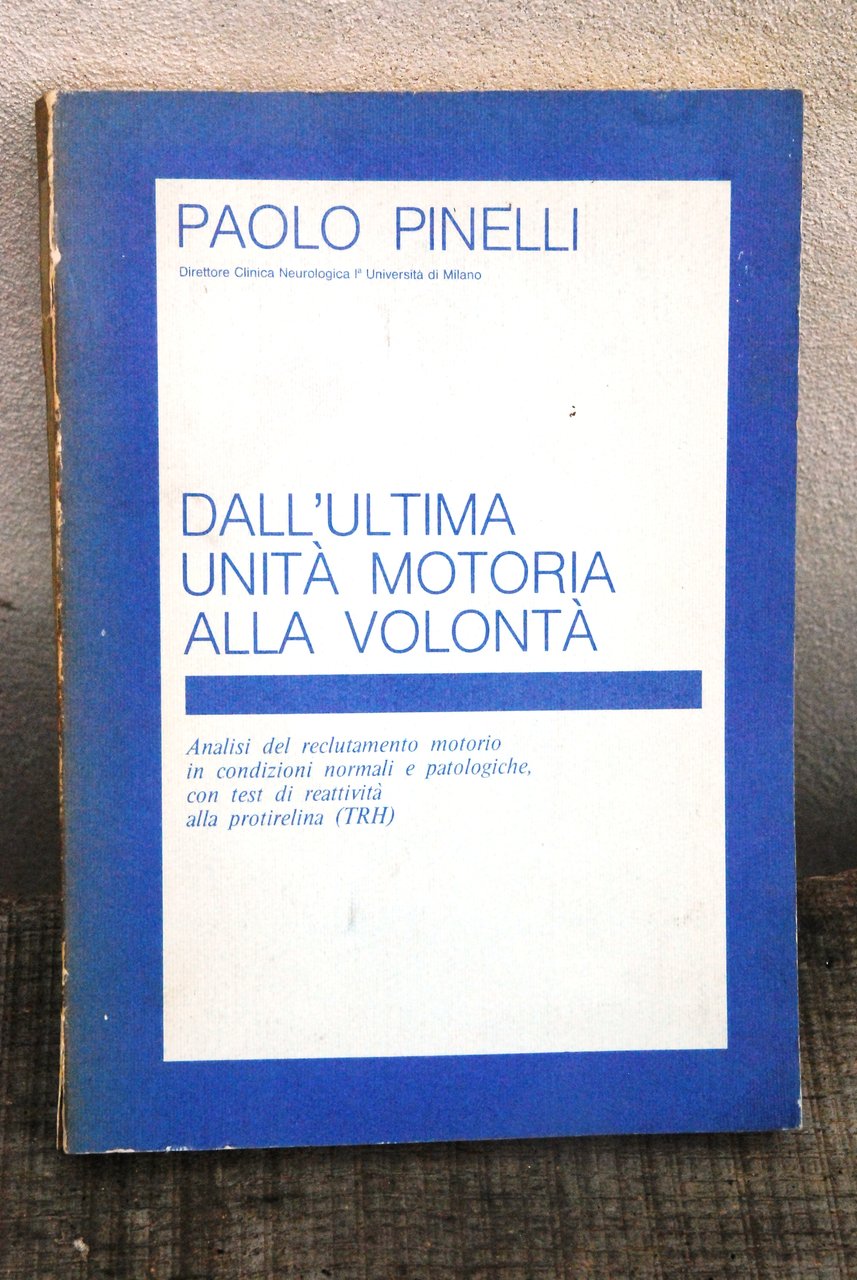 PAOLO PINELLI
Direttore Clinica Neurologica Iª Università di Milano
DALL'ULTIMA
UNITÀ MOTORIA
ALLA VOLONTÀ
Analisi del reclutamento motorio
in condizioni normali e patologiche,
con test di reattività
alla protirelina (TRH)